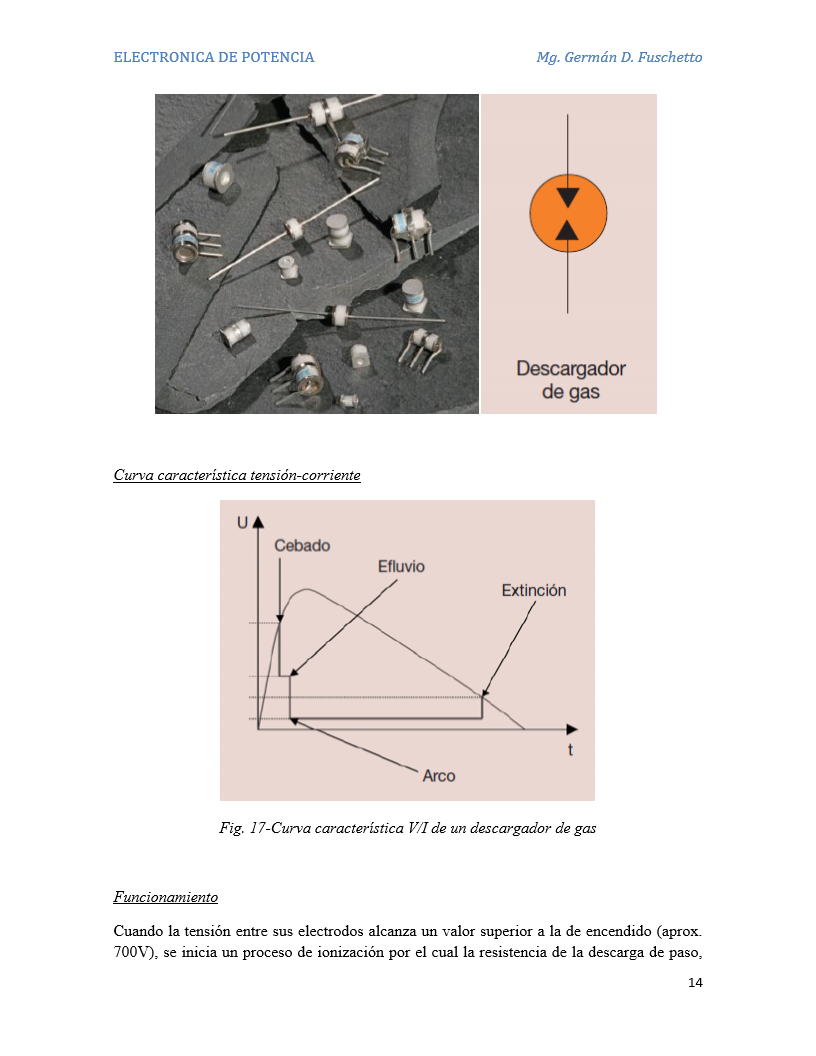 ELECTRONICA DE POTENCIA Mg. Germán D. Fuschetto
Descargador
de gas
Curva característica tensión-corriente
U
Cebado
Efluvio
Extinción
t
Arco
Fig. 17-Curva característica V/I de un descargador de gas
Funcionamiento
Cuando la tensión entre sus electrodos alcanza un valor superior a la de encendido (aprox.
700V), se inicia un proceso de ionización por el cual la resistencia de la descarga de paso,
14